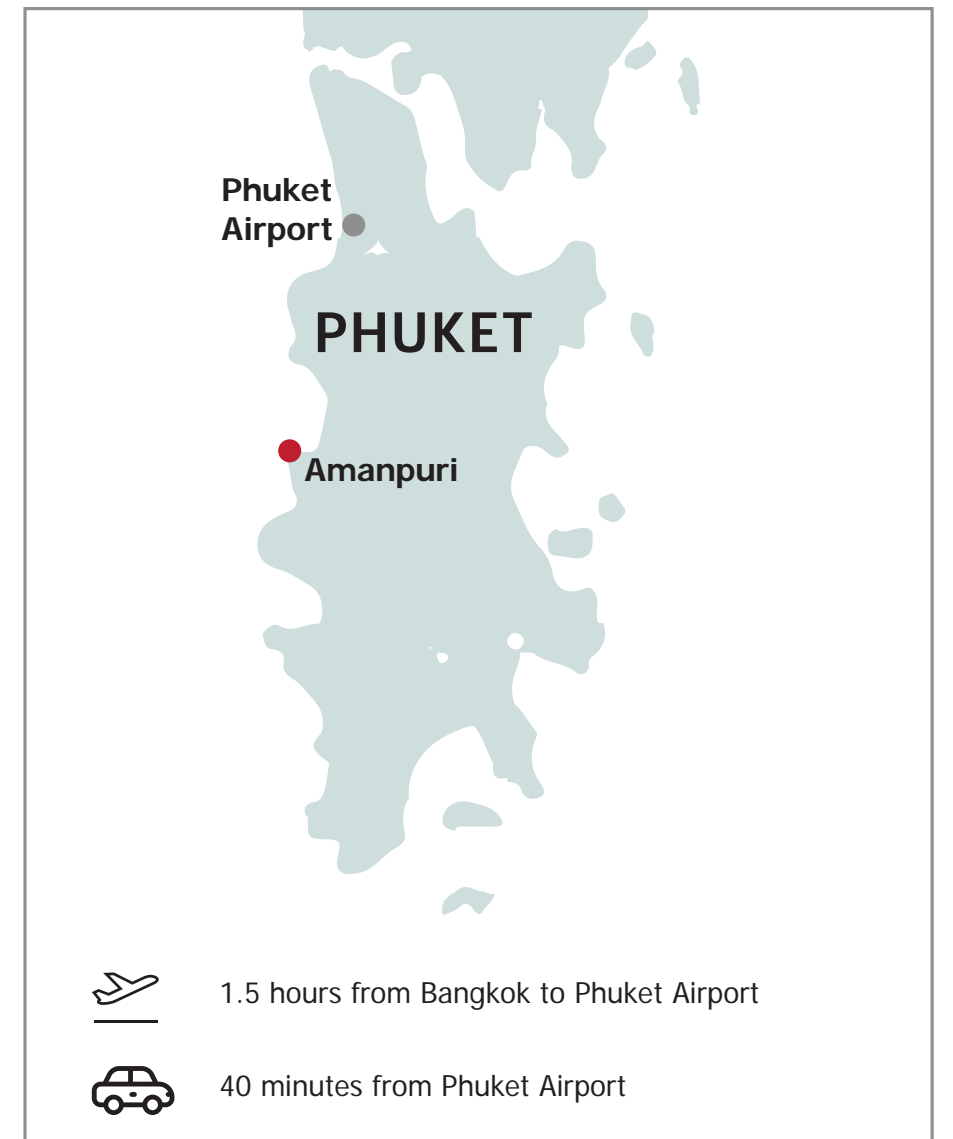 Phuket
Airport
PHUKET
Amanpuri
1.5 hours from Bangkok to Phuket Airport
40 minutes from Phuket Airport